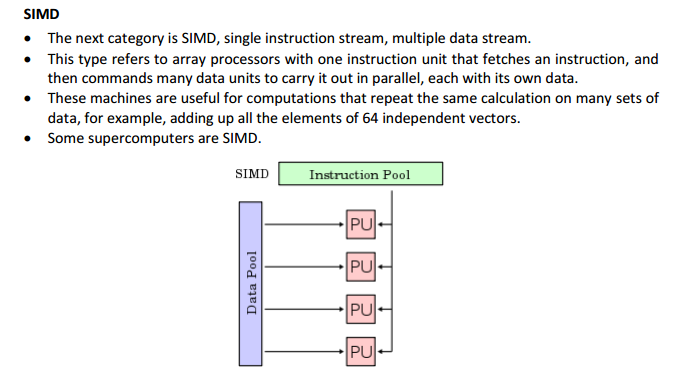 SIMD
• The next category is SIMD, single instruction stream, multiple data stream.
• This type refers to array processors with one instruction unit that fetches an instruction, and
then commands many data units to carry it out in parallel, each with its own data.
• These machines are useful for computations that repeat the same calculation on many sets of
data, for example, adding up all the elements of 64 independent vectors.
• Some supercomputers are SIMD.
SIMD
Instruction Pool
Data Pool
PU
PU
PU
PU